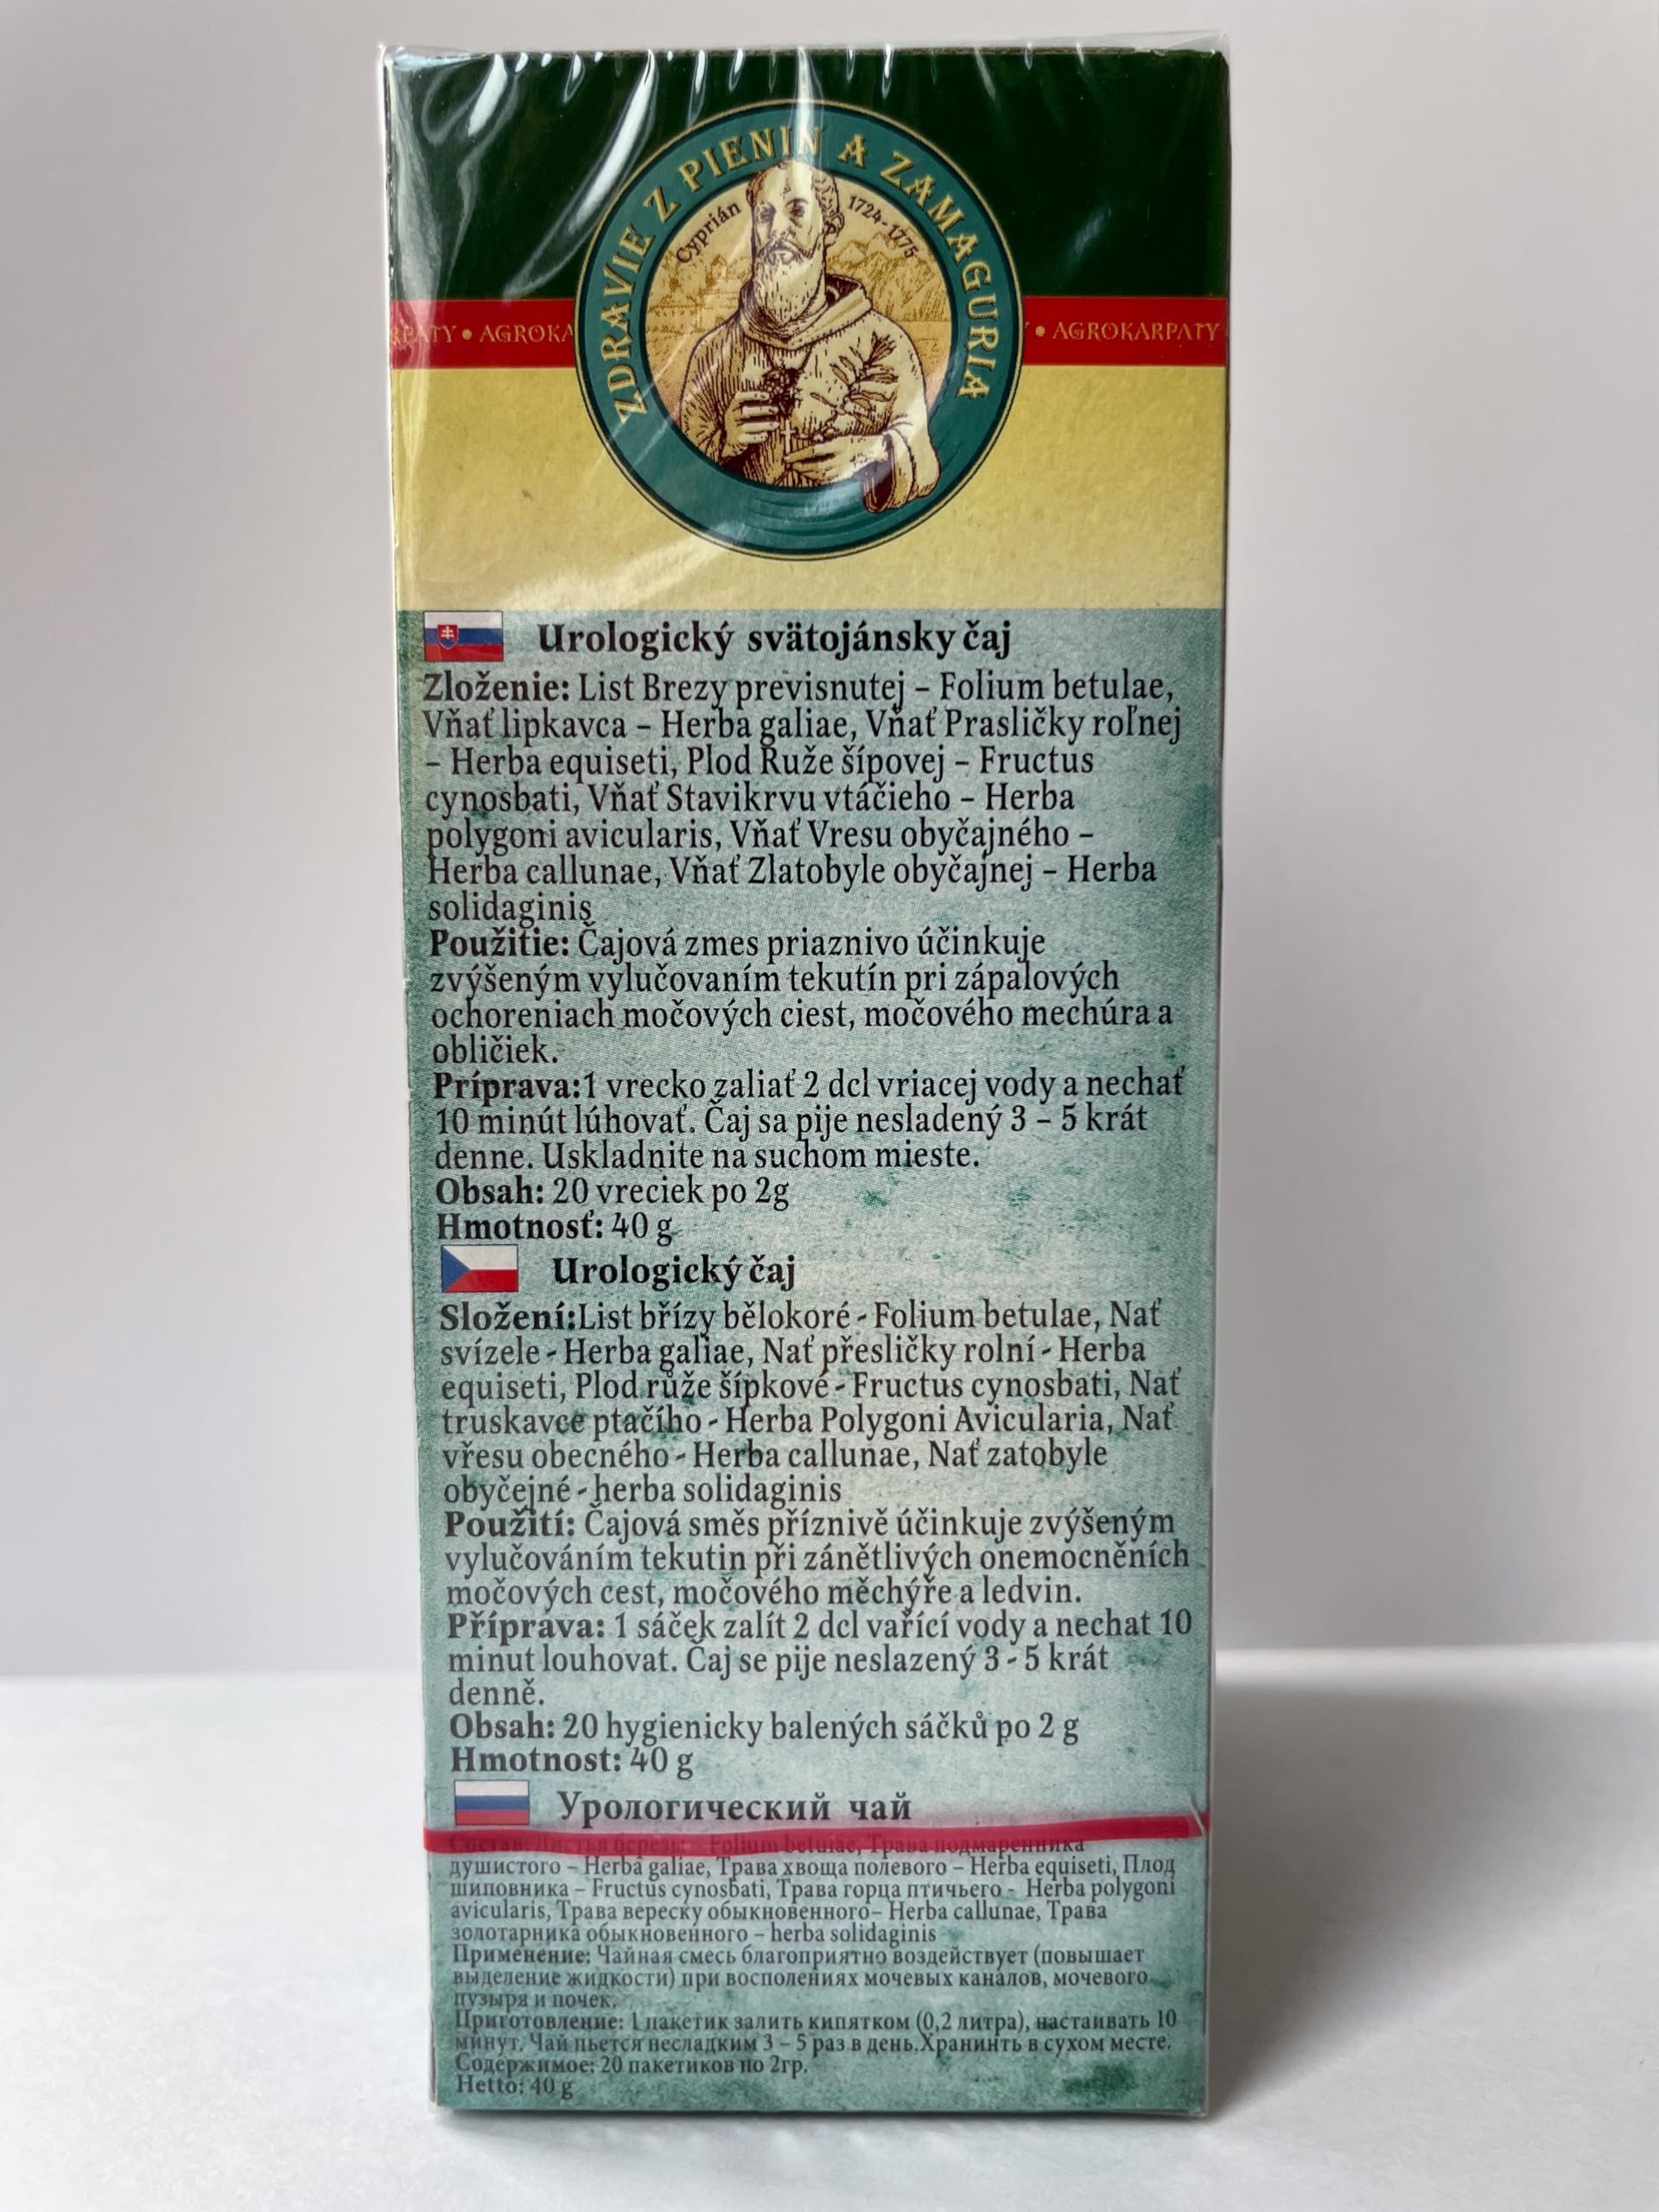 ZDRAVIE Z PIENIN A ZAMAGURIA
Cyprián 1724-1775
RPATY • AGROKA
Y • AGROKARPATY
Urologický svätojánsky čaj
Zloženie: List Brezy previsnutej – Folium betulae,
Vňať lipkavca – Herba galiae, Vňať Prasličky roľnej
– Herba equiseti, Plod Ruže šípovej – Fructus
cynosbati, Vňať Stavikrvu vtáčieho – Herba
polygoni avicularis, Vňať Vresu obyčajného –
Herba callunae, Vňať Zlatobyle obyčajnej – Herba
solidaginis
Použitie: Čajová zmes priaznivo účinkuje
zvýšeným vylučovaním tekutín pri zápalových
ochoreniach močových ciest, močového mechúra a
obličiek.
Príprava:1 vrecko zaliať 2 dcl vriacej vody a nechať
10 minút lúhovať. Čaj sa pije nesladený 3 – 5 krát
denne. Uskladnite na suchom mieste.
Obsah: 20 vreciek po 2g
Hmotnosť: 40 g
Urologický čaj
Složení:List břízy bělokoré - Folium betulae, Nať
svízele - Herba galiae, Nať přesličky rolní - Herba
equiseti, Plod růže šípkové - Fructus cynosbati, Nať
truskavce ptačího - Herba Polygoni Avicularia, Nať
vřesu obecného - Herba callunae, Nať zatobyle
obyčejné - herba solidaginis
Použití: Čajová směs příznivě účinkuje zvýšeným
vylučováním tekutin při zánětlivých onemocněních
močových cest, močového měchýře a ledvin.
Příprava: 1 sáček zalít 2 dcl vařící vody a nechat 10
minut louhovat. Čaj se pije neslazený 3 - 5 krát
denně.
Obsah: 20 hygienicky balených sáčků po 2 g
Hmotnost: 40 g
Урологический чай
Состав: Листья березы – Folium betulae, Трава подмаренника
душистого – Herba galiae, Трава хвоща полевого – Herba equiseti, Плод
шиповника – Fructus cynosbati, Трава горца птичьего - Herba polygoni
avicularis, Трава вереску обыкновенного– Herba callunae, Трава
золотарника обыкновенного – herba solidaginis
Применение: Чайная смесь благоприятно воздействует (повышает
выделение жидкости) при восполениях мочевых каналов, мочевого
пузыря и почек.
Приготовление: 1 пакетик залить кипятком (0,2 литра), настаивать 10
минут. Чай пьется несладким 3 – 5 раз в день.Хранинть в сухом месте.
Содержимое: 20 пакетиков по 2гр.
Нетто: 40 g